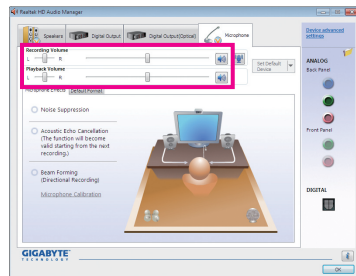 Realtek HD Audio Manager
Speakers
Digital Output
Digital Output(Optical)
Microphone
Device advanced
settings
Recording Volume
L R
Set Default
Device
Playback Volume
L R
ANALOG
Back Panel
Microphone Effects Default Format
Noise Suppression
Acoustic Echo Cancellation
(The function will become
valid starting from the next
recording.)
Front Panel
Beam Forming
(Directional Recording)
Microphone Calibration
DIGITAL
GIGABYTE
TECHNOLOGY
i
OK